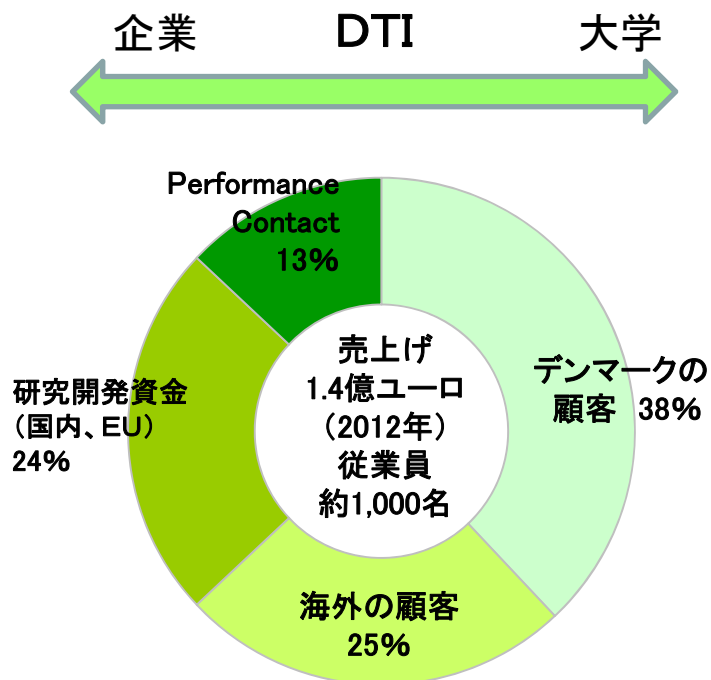 企業 DTI 大学
Performance
Contact
13%
デンマークの
顧客 38%
売上げ
1.4億ユーロ
（2012年）
従業員
約1,000名
研究開発資金
（国内、EU）
24%
海外の顧客
25%